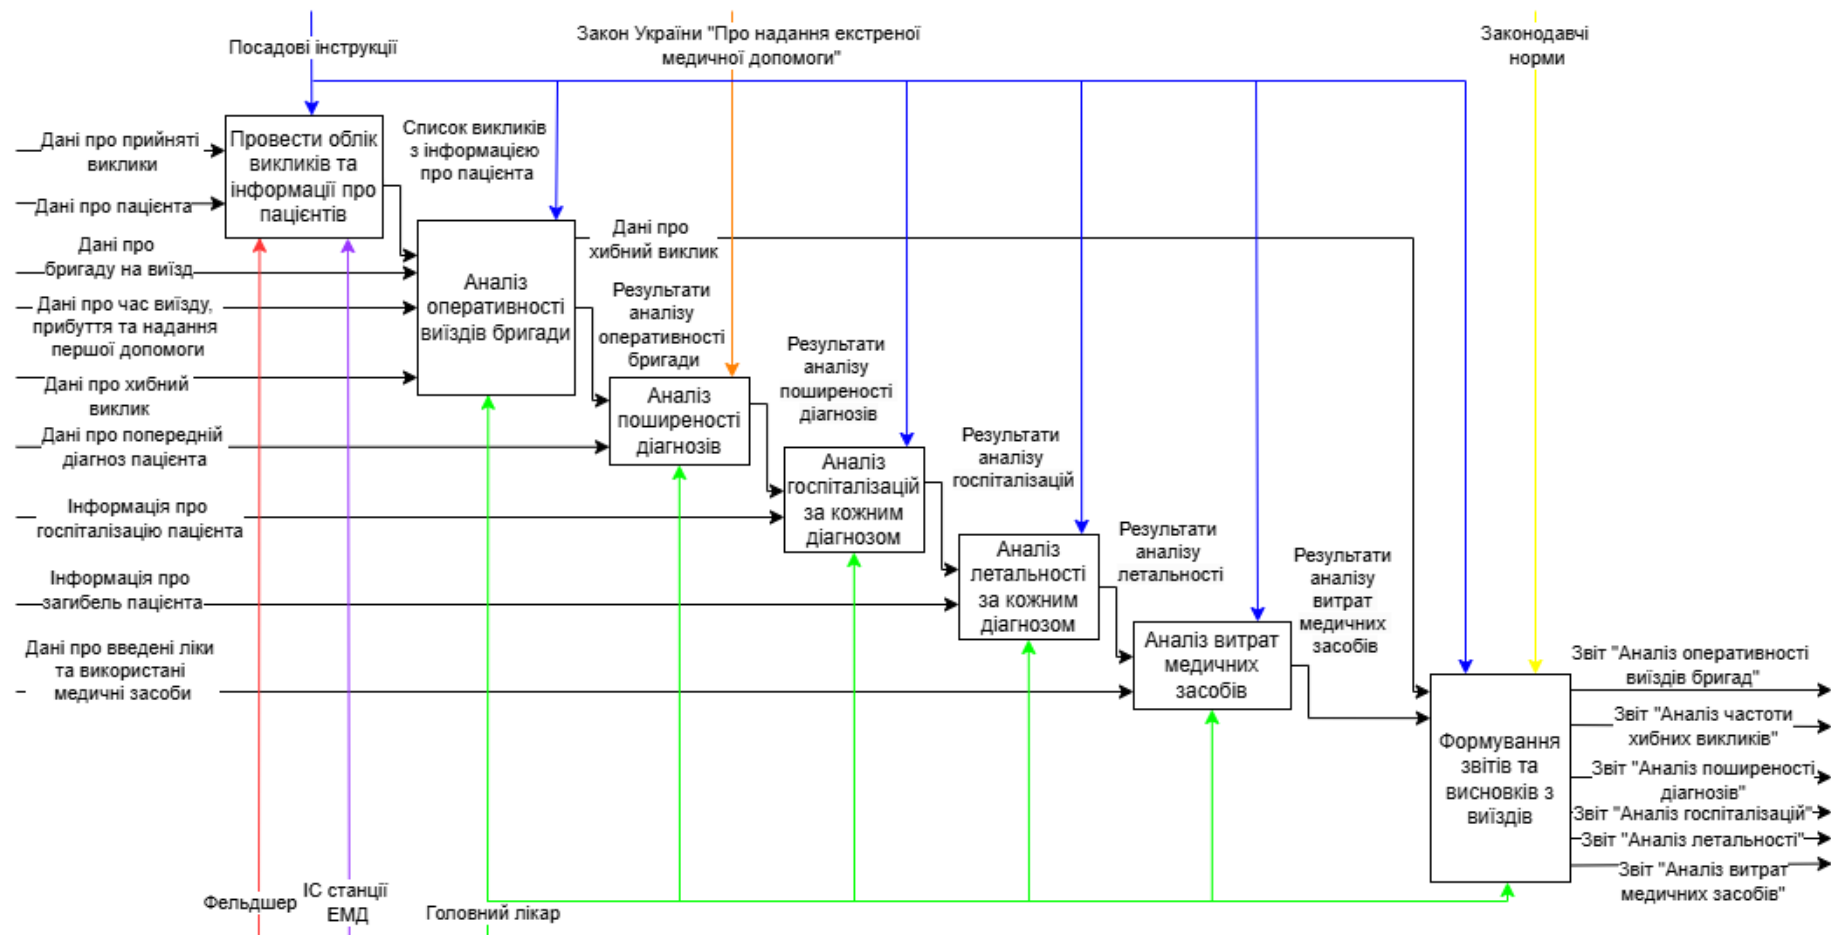 Посадові інструкції
Закон України "Про надання екстреної
медичної допомоги"
Законодавчі
норми
Дані про прийняті
виклики
Дані про пацієнта
Дані про
бригаду на виїзд
Дані про час виїзду,
прибуття та надання
першої допомоги
Дані про хибний
виклик
Дані про попередній
діагноз пацієнта
Інформація про
госпіталізацію пацієнта
Інформація про
загибель пацієнта
Дані про введені ліки
та використані
медичні засоби
Провести облік
викликів та
інформації про
пацієнтів
Список викликів
з інформацією
про пацієнта
Аналіз
оперативності
виїздів бригади
Дані про
хибний виклик
Результати
аналізу
оперативності
бригади
Аналіз
поширеності
діагнозів
Результати
аналізу
поширеності
діагнозів
Аналіз
госпіталізацій
за кожним
діагнозом
Результати
аналізу
госпіталізацій
Аналіз
летальності
за кожним
діагнозом
Результати
аналізу
летальності
Аналіз витрат
медичних
засобів
Результати
аналізу
витрат
медичних
засобів
Формування
звітів та
висновків з
виїздів
Звіт "Аналіз оперативності
виїздів бригад"
Звіт "Аналіз частоти
хибних викликів"
Звіт "Аналіз поширеності
діагнозів"
Звіт "Аналіз госпіталізацій"
Звіт "Аналіз летальності"
Звіт "Аналіз витрат
медичних засобів"
Фельдшер
ІС станції
ЕМД
Головний лікар